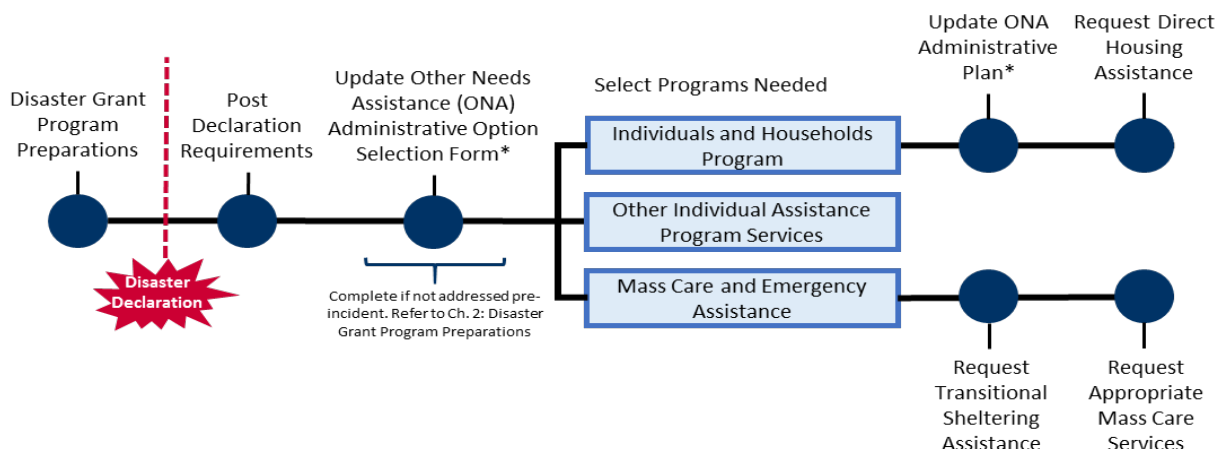 Disaster Grant
Program
Preparations
Disaster
Declaration
Post
Declaration
Requirements
Update Other Needs
Assistance (ONA)
Administrative Option
Selection Form*
Complete if not addressed pre-
incident. Refer to Ch. 2: Disaster
Grant Program Preparations
Select Programs Needed
Individuals and Households
Program
Other Individual Assistance
Program Services
Mass Care and Emergency
Assistance
Update ONA
Administrative
Plan*
Request Direct
Housing
Assistance
Request
Transitional
Sheltering
Assistance
Request
Appropriate
Mass Care
Services